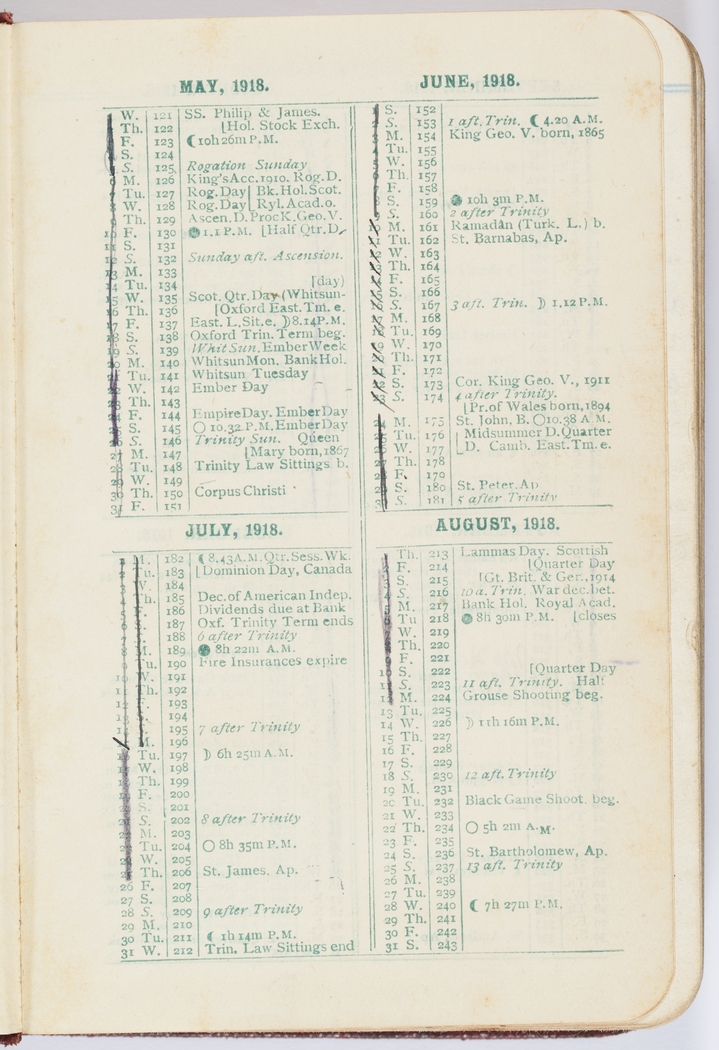 MAY, 1918.
W. 121 SS. Philip & James.
Th. 122 [Hol. Stock Exch.
F. 123 ☾ 10h 26m P.M.
S. 124
S. 125 Rogation Sunday
M. 126 King's Acc. 1910. Rog. D.
Tu. 127 Rog. Day [Bk. Hol. Scot.
W. 128 Rog. Day [Ryl. Acad. o.
Th. 129 Ascen. D. Proc K. Geo. V.
F. 130 ● 1.1 P.M. [Half Qtr. D.
11 S. 131
12 S. 132 Sunday aft. Ascension.
13 M. 133
14 Tu. 134 [day)
15 W. 135 Scot. Qtr. Day (Whitsun-
16 Th. 136 [Oxford East. Tm. e.
17 F. 137 East. L. Sit. e. ☽ 8.14 P.M.
18 S. 138 Oxford Trin. Term beg.
19 S. 139 Whit Sun. Ember Week
20 M. 140 Whitsun Mon. Bank Hol.
21 Tu. 141 Whitsun Tuesday
22 W. 142 Ember Day
23 Th. 143
24 F. 144 Empire Day. Ember Day
25 S. 145 ○ 10.32 P.M. Ember Day
26 S. 146 Trinity Sun. Queen
27 M. 147 [Mary born, 1867
28 Tu. 148 Trinity Law Sittings b.
29 W. 149
30 Th. 150 Corpus Christi
31 F. 151
JUNE, 1918.
S. 152
S. 153 1 aft. Trin. ☾ 4.20 A.M.
M. 154 King Geo. V. born, 1865
Tu. 155
W. 156
Th. 157
F. 158
S. 159 ● 10h 3m P.M.
S. 160 2 after Trinity
M. 161 Ramadân (Turk. L.) b.
Tu. 162 St. Barnabas, Ap.
W. 163
Th. 164
F. 165
S. 166
S. 167 3 aft. Trin. ☽ 1.12 P.M.
M. 168
Tu. 169
W. 170
Th. 171
F. 172
S. 173 Cor. King Geo. V., 1911
S. 174 4 after Trinity.
[Pr. of Wales born, 1894
M. 175 St. John, B. ○ 10.38 A.M.
Tu. 176 [Midsummer D. Quarter
W. 177 [D. Camb. East. Tm. e.
Th. 178
F. 170
S. 180 St. Peter, Ap
S. 181 5 after Trinity
JULY, 1918.
M. 182 ☾ 8.43 A.M. Qtr. Sess. Wk.
Tu. 183 [Dominion Day, Canada
W. 184
Th. 185 Dec. of American Indep.
F. 186 Dividends due at Bank
S. 187 Oxf. Trinity Term ends
S. 188 6 after Trinity
M. 189 ● 8h 22m A.M.
Tu. 190 Fire Insurances expire
W. 191
Th. 192
F. 193
S. 194
S. 195 7 after Trinity
M. 196
Tu. 197 ☽ 6h 25m A.M.
W. 198
Th. 199
F. 200
S. 201
S. 202 8 after Trinity
M. 203
Tu. 204 ○ 8h 35m P.M.
W. 205
Th. 206 St. James, Ap.
26 F. 207
27 S. 208
28 S. 209 9 after Trinity
29 M. 210
30 Tu. 211 ☾ 1h 14m P.M.
31 W. 212 Trin. Law Sittings end
AUGUST, 1918.
Th. 213 Lammas Day. Scottish
F. 214 [Quarter Day
S. 215 [Gt. Brit. & Ger., 1914
S. 216 10 a. Trin. War dec. bet.
M. 217 Bank Hol. Royal Acad.
Tu 218 ● 8h 30m P.M. [closes
W. 219
Th. 220
F. 221
S. 222 [Quarter Day
S. 223 11 aft. Trinity. Half
M. 224 Grouse Shooting beg.
13 Tu. 225
14 W. 226 ☽ 11h 16m P.M.
15 Th. 227
16 F. 228
17 S. 229
18 S. 230 12 aft. Trinity
19 M. 231
20 Tu. 232 Black Game Shoot. beg.
21 W. 233
22 Th. 234 ○ 5h 2m A.M.
23 F. 235
24 S. 236 St. Bartholomew, Ap.
25 S. 237 13 aft. Trinity
26 M. 238
27 Tu. 239
28 W. 240 ☾ 7h 27m P.M.
29 Th. 241
30 F. 242
31 S. 243